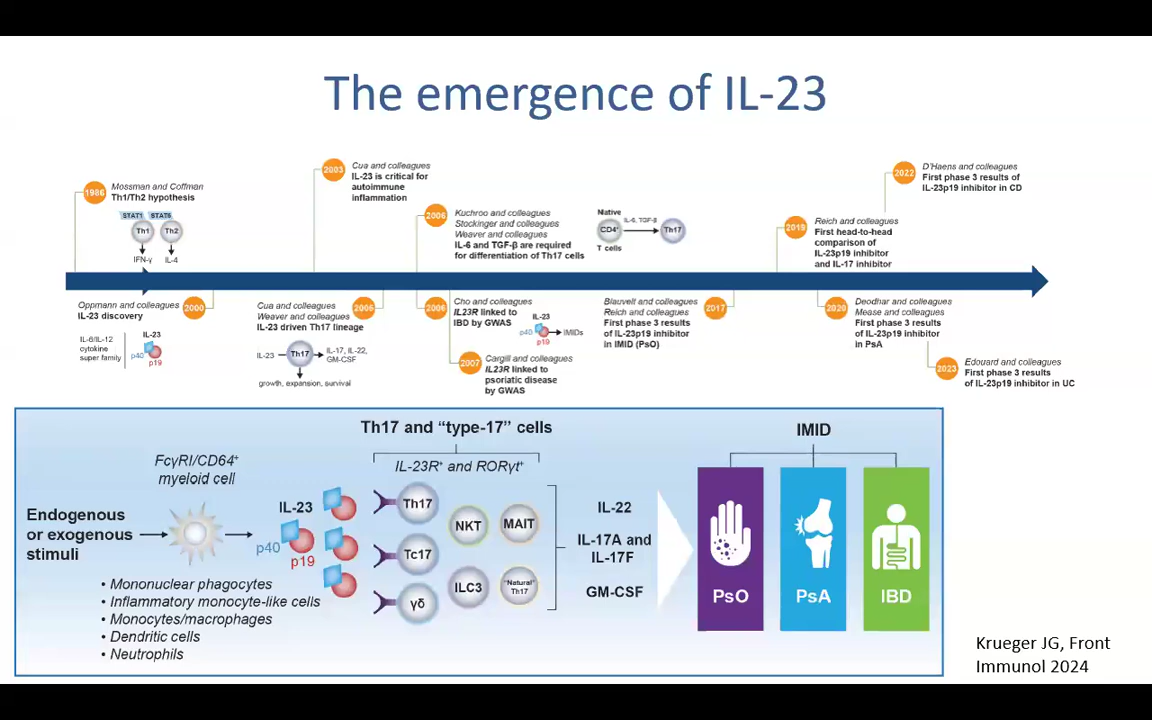 The emergence of IL-23
1986
Mossman and Coffman
Th1/Th2 hypothesis
STAT1 STAT6
Th1 Th2
IFN-γ IL-4
2003
Cua and colleagues
IL-23 is critical for
autoimmune
inflammation
2006
Kuchroo and colleagues
Stockinger and colleagues
Weaver and colleagues
IL-6 and TGF-β are required
for differentiation of Th17 cells
Native
CD4+
T cells
IL-6, TGF-β
Th17
2019
Reich and colleagues
First head-to-head
comparison of
IL-23p19 inhibitor
and IL-17 inhibitor
2022
D'Haens and colleagues
First phase 3 results of
IL-23p19 inhibitor in CD
Oppmann and colleagues
IL-23 discovery
2000
IL-6/IL-12
cytokine
super family
IL-23
p40
p19
Cua and colleagues
Weaver and colleagues
IL-23 driven Th17 lineage
2005
IL-23
Th17
IL-17, IL-22,
GM-CSF
growth, expansion, survival
2006
Cho and colleagues
IL23R linked to
IBD by GWAS
IL-23
p40
p19
IMIDs
2007
Cargill and colleagues
IL23R linked to
psoriatic disease
by GWAS
Blauvelt and colleagues
Reich and colleagues
First phase 3 results
of IL-23p19 inhibitor
in IMID (PsO)
2017
2020
Deodhar and colleagues
Mease and colleagues
First phase 3 results
of IL-23p19 inhibitor
in PsA
2023
Edouard and colleagues
First phase 3 results
of IL-23p19 inhibitor in UC
Endogenous
or exogenous
stimuli
FcγRI/CD64+
myeloid cell
• Mononuclear phagocytes
• Inflammatory monocyte-like cells
• Monocytes/macrophages
• Dendritic cells
• Neutrophils
IL-23
p40
p19
Th17 and “type-17” cells
IL-23R+ and RORγt+
Th17
Tc17
γδ
NKT
MAIT
ILC3
"Natural"
Th17
IL-22
IL-17A and
IL-17F
GM-CSF
IMID
PsO
PsA
IBD
Krueger JG, Front
Immunol 2024